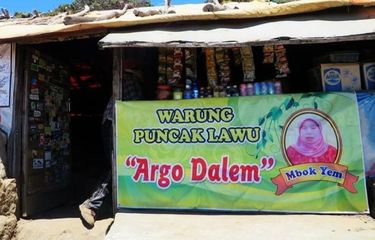 WARUNG
PUNCAK LAWU
"Argo Dalem"
Mbok Yem